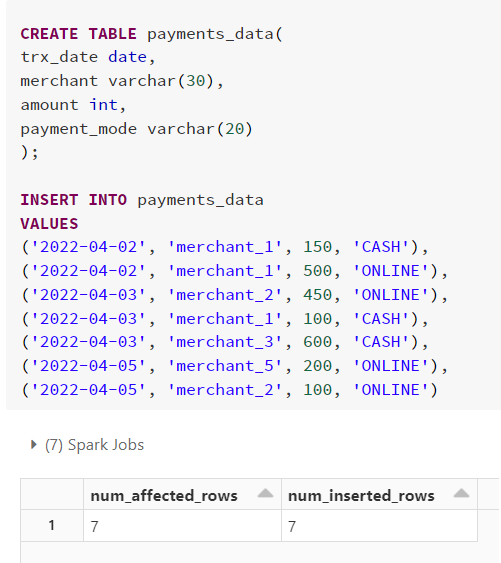 CREATE TABLE payments_data(
trx_date date,
merchant varchar(30),
amount int,
payment_mode varchar(20)
);
INSERT INTO payments_data
VALUES
('2022-04-02', 'merchant_1', 150, 'CASH'),
('2022-04-02', 'merchant_1', 500, 'ONLINE'),
('2022-04-03', 'merchant_2', 450, 'ONLINE'),
('2022-04-03', 'merchant_1', 100, 'CASH'),
('2022-04-03', 'merchant_3', 600, 'CASH'),
('2022-04-05', 'merchant_5', 200, 'ONLINE'),
('2022-04-05', 'merchant_2', 100, 'ONLINE')
(7) Spark Jobs
num_affected_rows num_inserted_rows
1 7 7